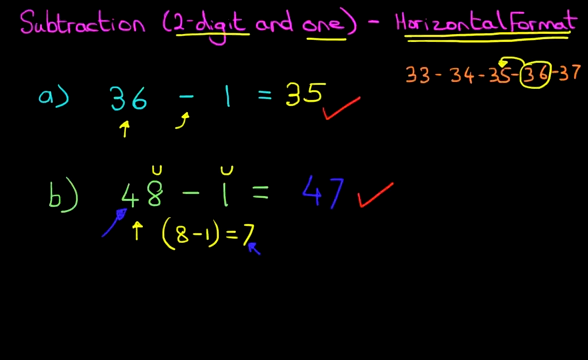 Subtraction (2-digit and one) - Horizontal Format
33 - 34 - 35 - 36 - 37
a) 36 - 1 = 35
U U
b) 48 - 1 = 47
(8-1) = 7